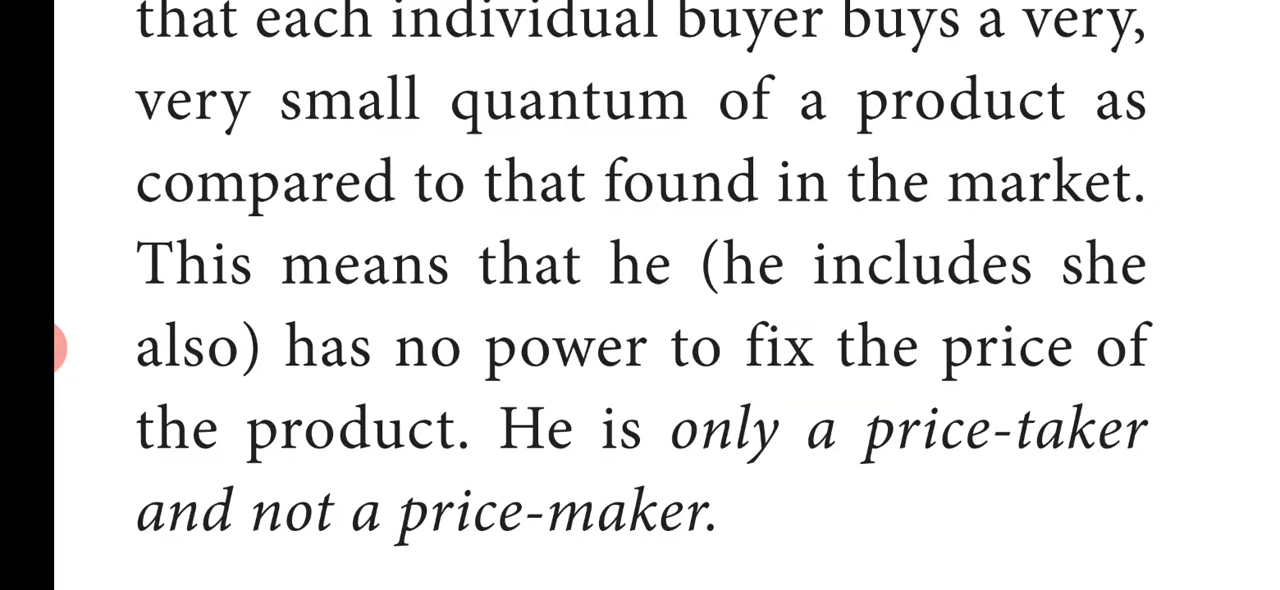 that each individual buyer buys a very,
very small quantum of a product as
compared to that found in the market.
This means that he (he includes she
also) has no power to fix the price of
the product. He is only a price-taker
and not a price-maker.